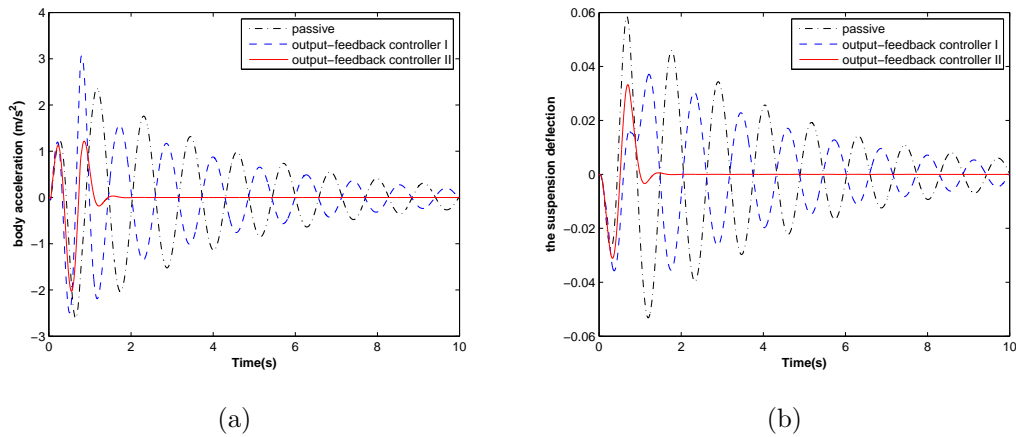 4
3
2
1
0
−1
−2
−3
0
2
4
6
8
10
body acceleration (m/s²)
Time(s)
passive
output−feedback controller I
output−feedback controller II
(a)
0.06
0.04
0.02
0
−0.02
−0.04
−0.06
0
2
4
6
8
10
the suspension deflection
Time(s)
passive
output−feedback controller I
output−feedback controller II
(b)